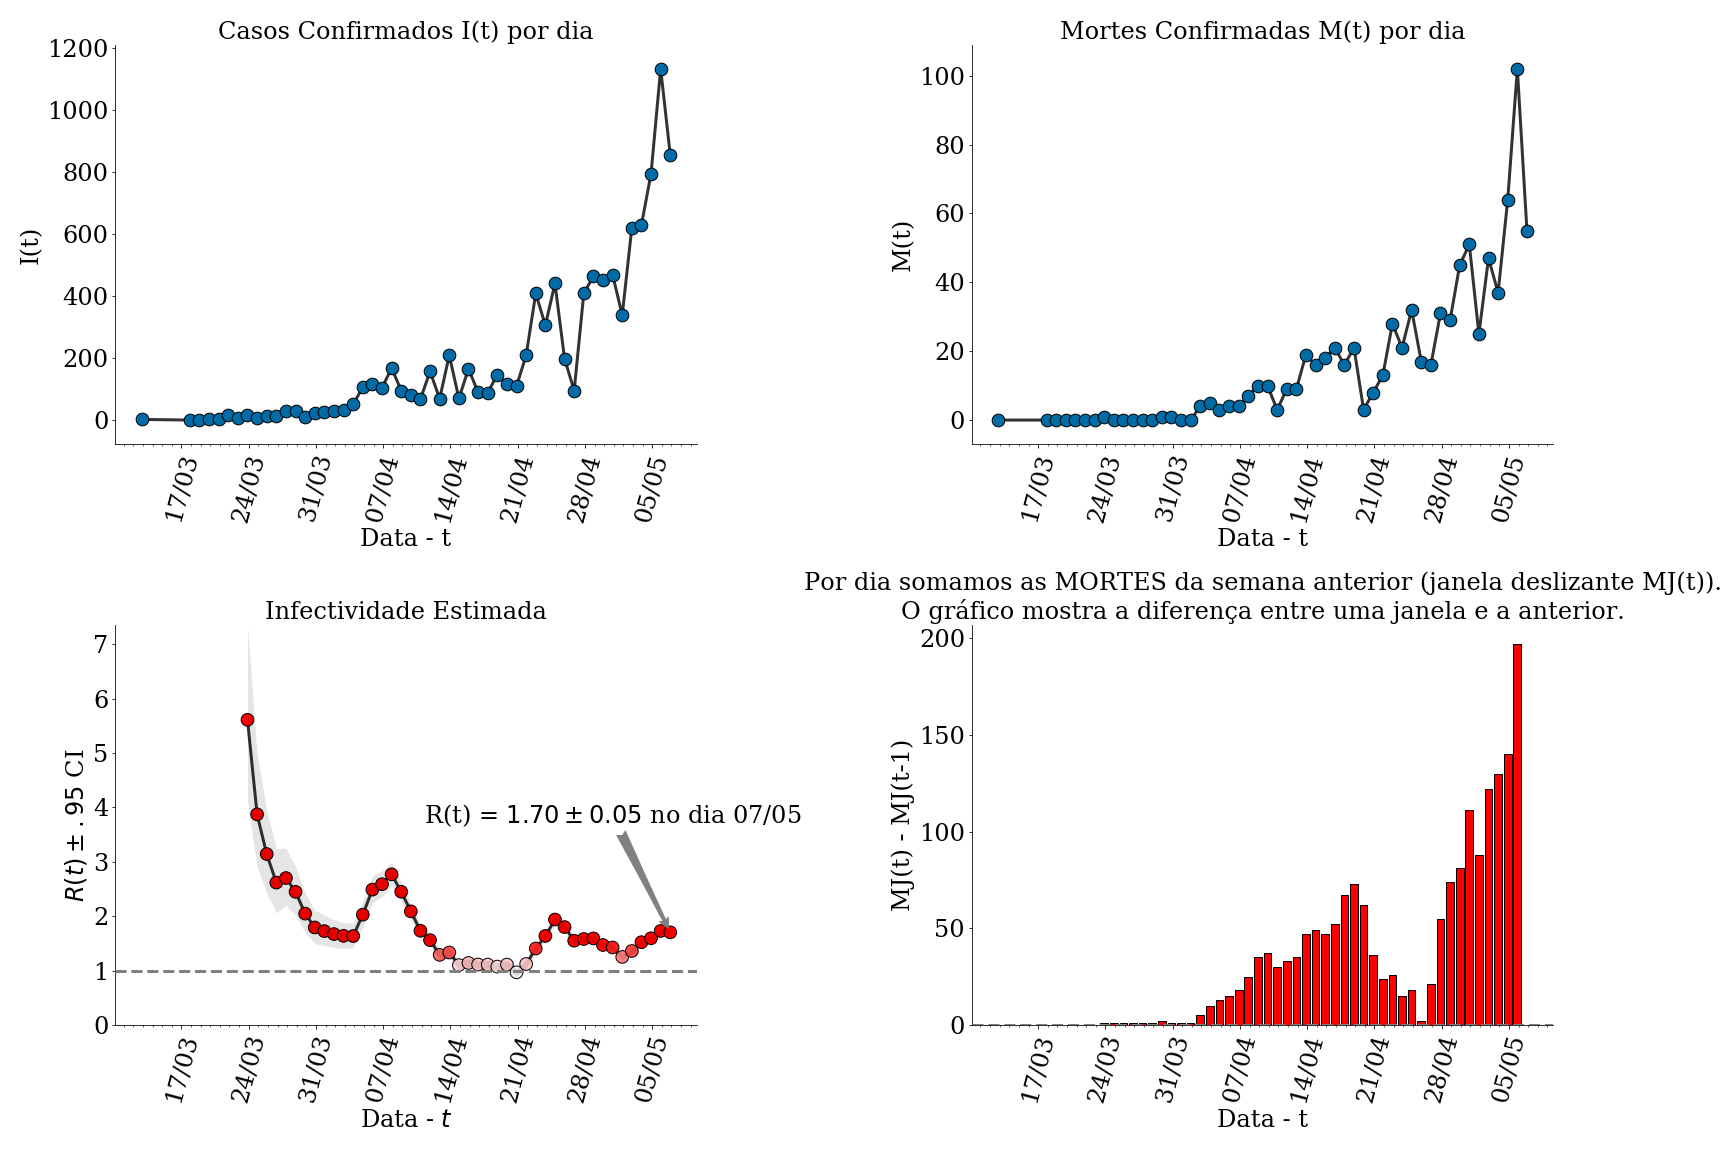 Casos Confirmados I(t) por dia
1200
1000
800
600
400
200
0
I(t)
17/03 24/03 31/03 07/04 14/04 21/04 28/04 05/05
Data - t
Mortes Confirmadas M(t) por dia
100
80
60
40
20
0
M(t)
17/03 24/03 31/03 07/04 14/04 21/04 28/04 05/05
Data - t
Infectividade Estimada
7
6
5
4
3
2
1
0
R(t) ± .95 CI
R(t) = 1.70 ± 0.05 no dia 07/05
17/03 24/03 31/03 07/04 14/04 21/04 28/04 05/05
Data - t
Por dia somamos as MORTES da semana anterior (janela deslizante MJ(t)).
O gráfico mostra a diferença entre uma janela e a anterior.
200
150
100
50
0
MJ(t) - MJ(t-1)
17/03 24/03 31/03 07/04 14/04 21/04 28/04 05/05
Data - t